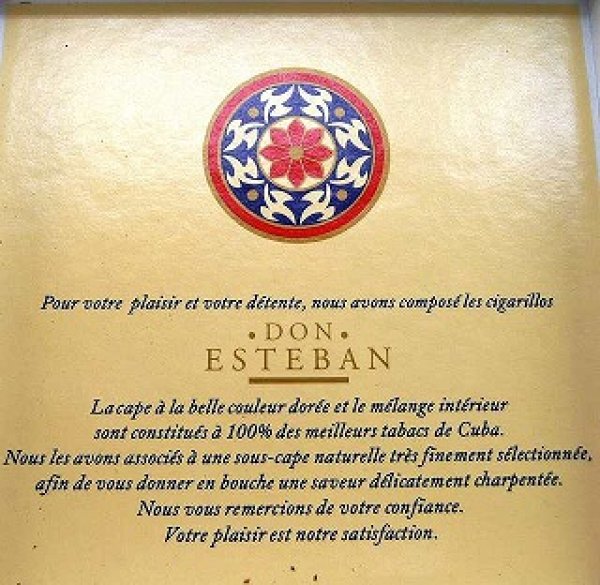 Pour votre plaisir et votre détente, nous avons composé les cigarillos
• DON •
ESTEBAN
La cape à la belle couleur dorée et le mélange intérieur
sont constitués à 100% des meilleurs tabacs de Cuba.
Nous les avons associés à une sous-cape naturelle très finement sélectionnée,
afin de vous donner en bouche une saveur délicatement charpentée.
Nous vous remercions de votre confiance.
Votre plaisir est notre satisfaction.